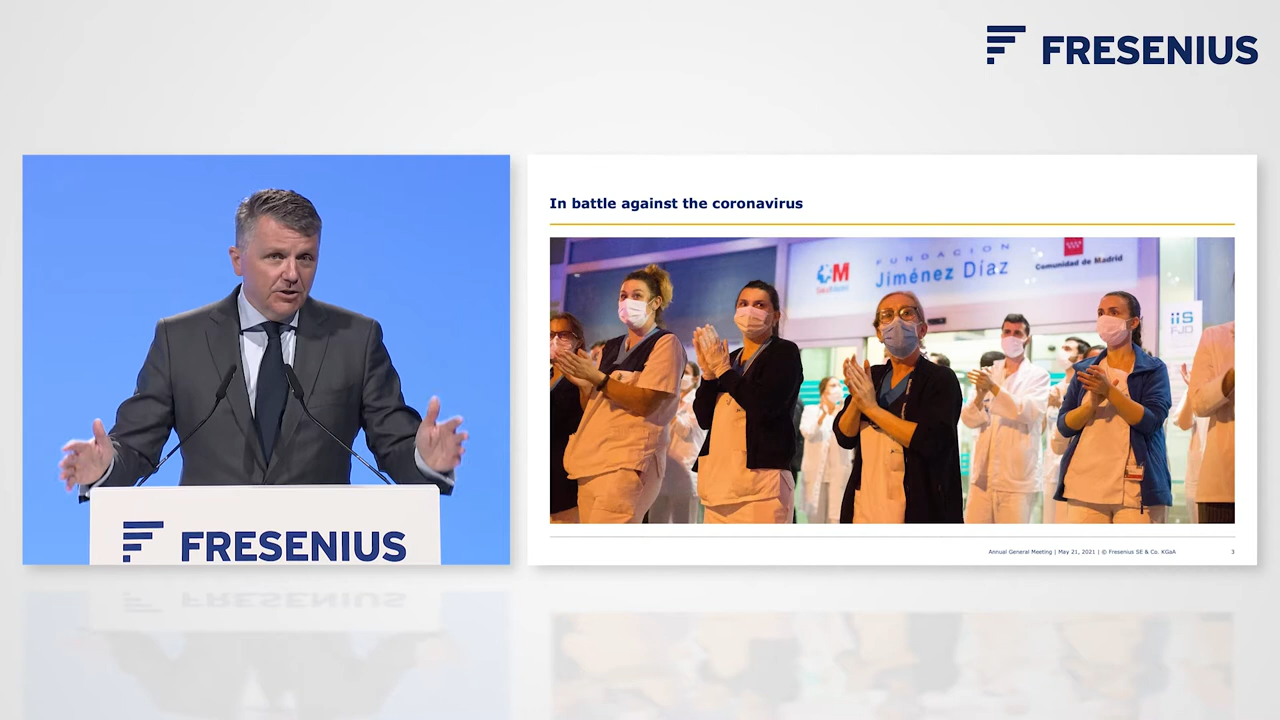 FRESENIUS
FRESENIUS
In battle against the coronavirus
FUNDACION
Jiménez Díaz
M
SaludMadrid
Comunidad de Madrid
iiS
FJD
Annual General Meeting | May 21, 2021 | © Fresenius SE & Co. KGaA
3